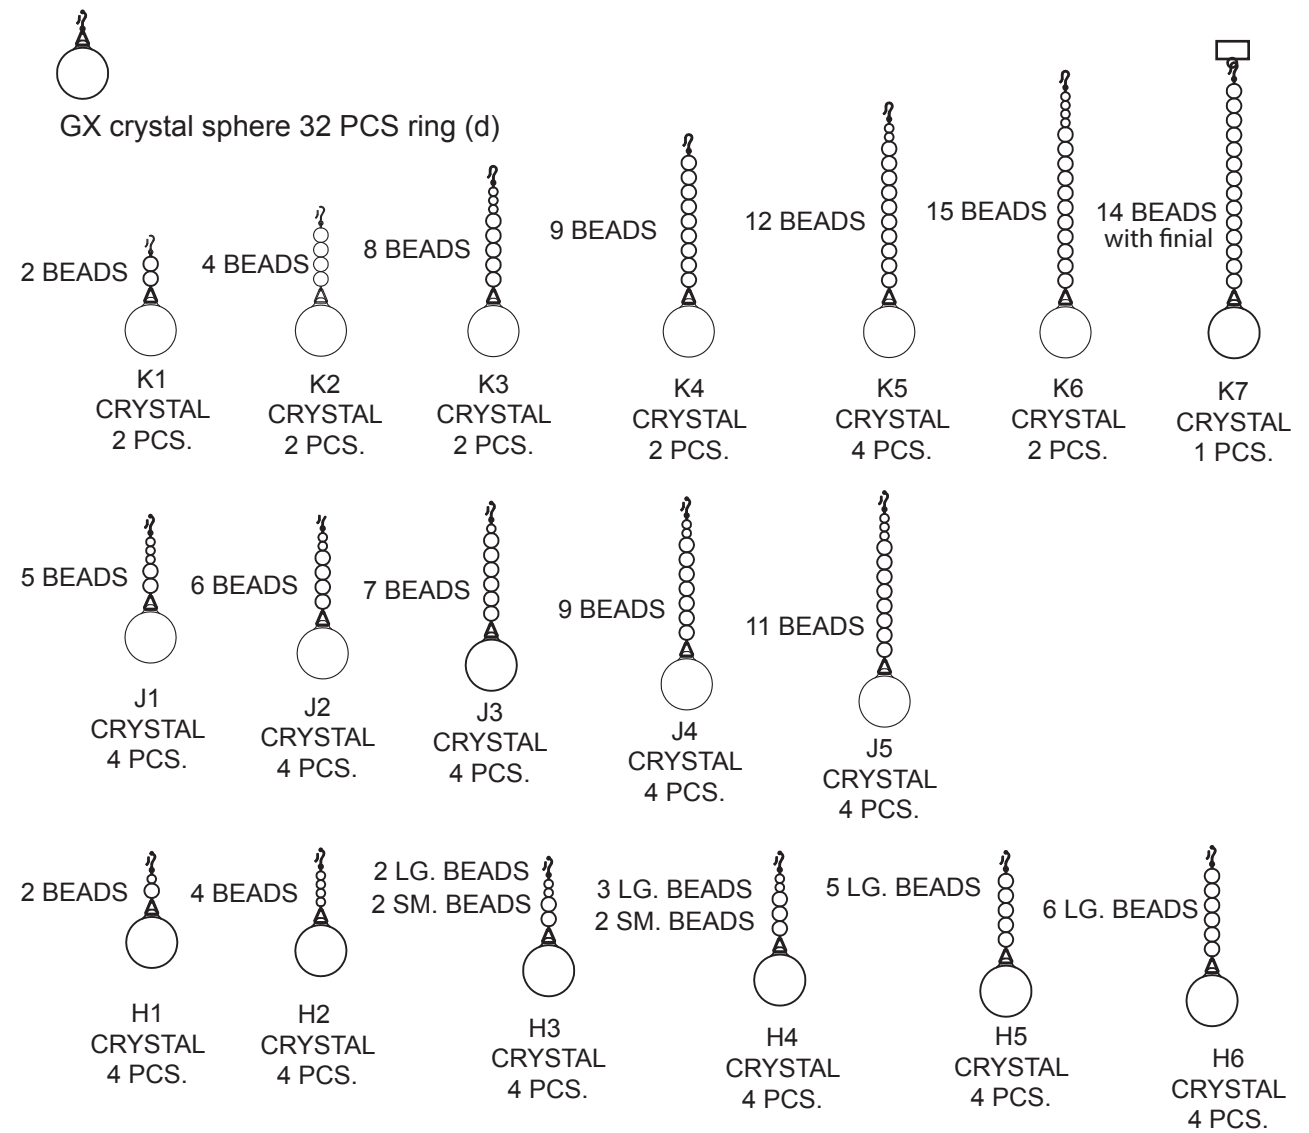 GX crystal sphere 32 PCS ring (d)
2 BEADS
K1
CRYSTAL
2 PCS.
4 BEADS
K2
CRYSTAL
2 PCS.
8 BEADS
K3
CRYSTAL
2 PCS.
9 BEADS
K4
CRYSTAL
2 PCS.
12 BEADS
K5
CRYSTAL
4 PCS.
15 BEADS
K6
CRYSTAL
2 PCS.
14 BEADS
with finial
K7
CRYSTAL
1 PCS.
5 BEADS
J1
CRYSTAL
4 PCS.
6 BEADS
J2
CRYSTAL
4 PCS.
7 BEADS
J3
CRYSTAL
4 PCS.
9 BEADS
J4
CRYSTAL
4 PCS.
11 BEADS
J5
CRYSTAL
4 PCS.
2 BEADS
H1
CRYSTAL
4 PCS.
4 BEADS
H2
CRYSTAL
4 PCS.
2 LG. BEADS
2 SM. BEADS
H3
CRYSTAL
4 PCS.
3 LG. BEADS
2 SM. BEADS
H4
CRYSTAL
4 PCS.
5 LG. BEADS
H5
CRYSTAL
4 PCS.
6 LG. BEADS
H6
CRYSTAL
4 PCS.